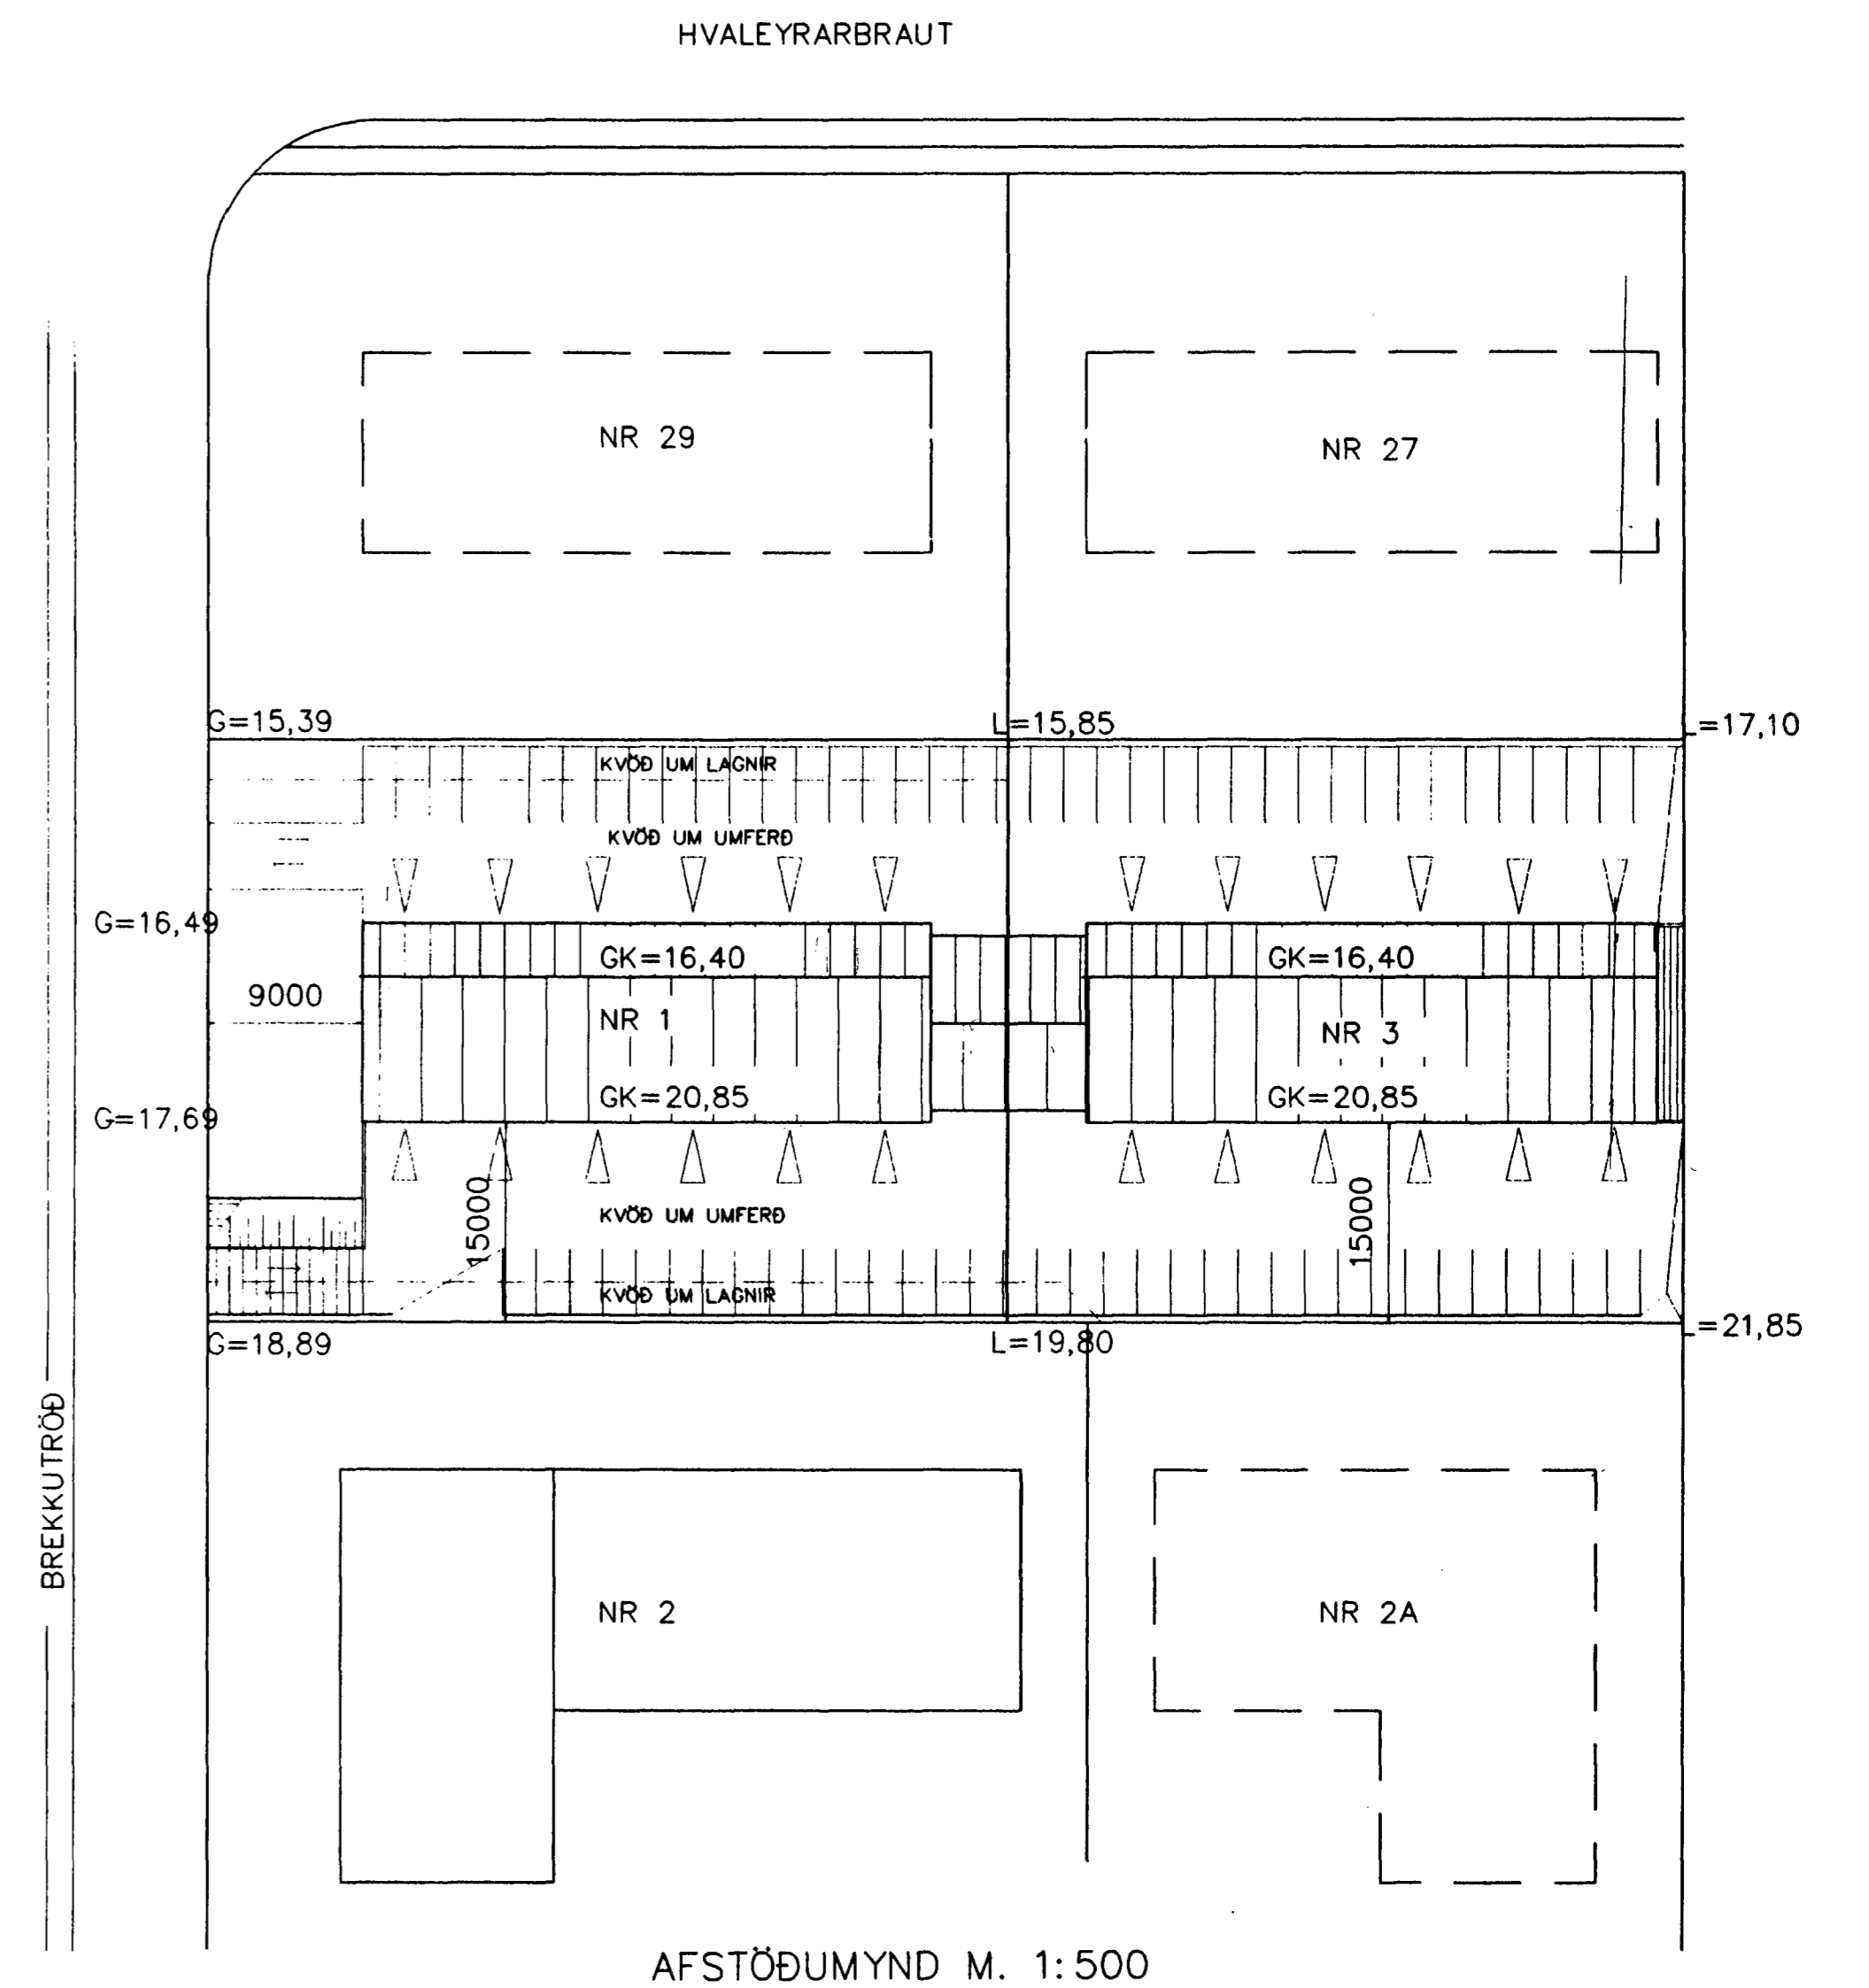 HVALEYRARBRAUT
NR 29
NR 27
G=15,39
L=15,85
=17,10
KVÖÐ UM LAGNIR
KVÖÐ UM UMFERÐ
G=16,49
GK=16,40
GK=16,40
9000
NR 1
NR 3
GK=20,85
GK=20,85
G=17,69
15000
15000
KVÖÐ UM UMFERÐ
KVÖÐ UM LAGNIR
G=18,89
L=19,80
L=21,85
BREKKUTRÖÐ
NR 2
NR 2A
AFSTÖÐUMYND M. 1:500